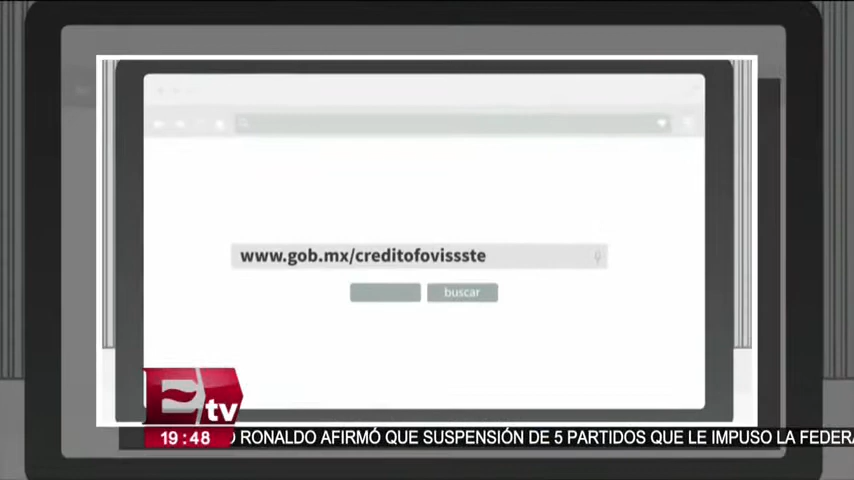 www.gob.mx/creditofovissste
buscar
tv
19:48
O RONALDO AFIRMÓ QUE SUSPENSIÓN DE 5 PARTIDOS QUE LE IMPUSO LA FEDERA